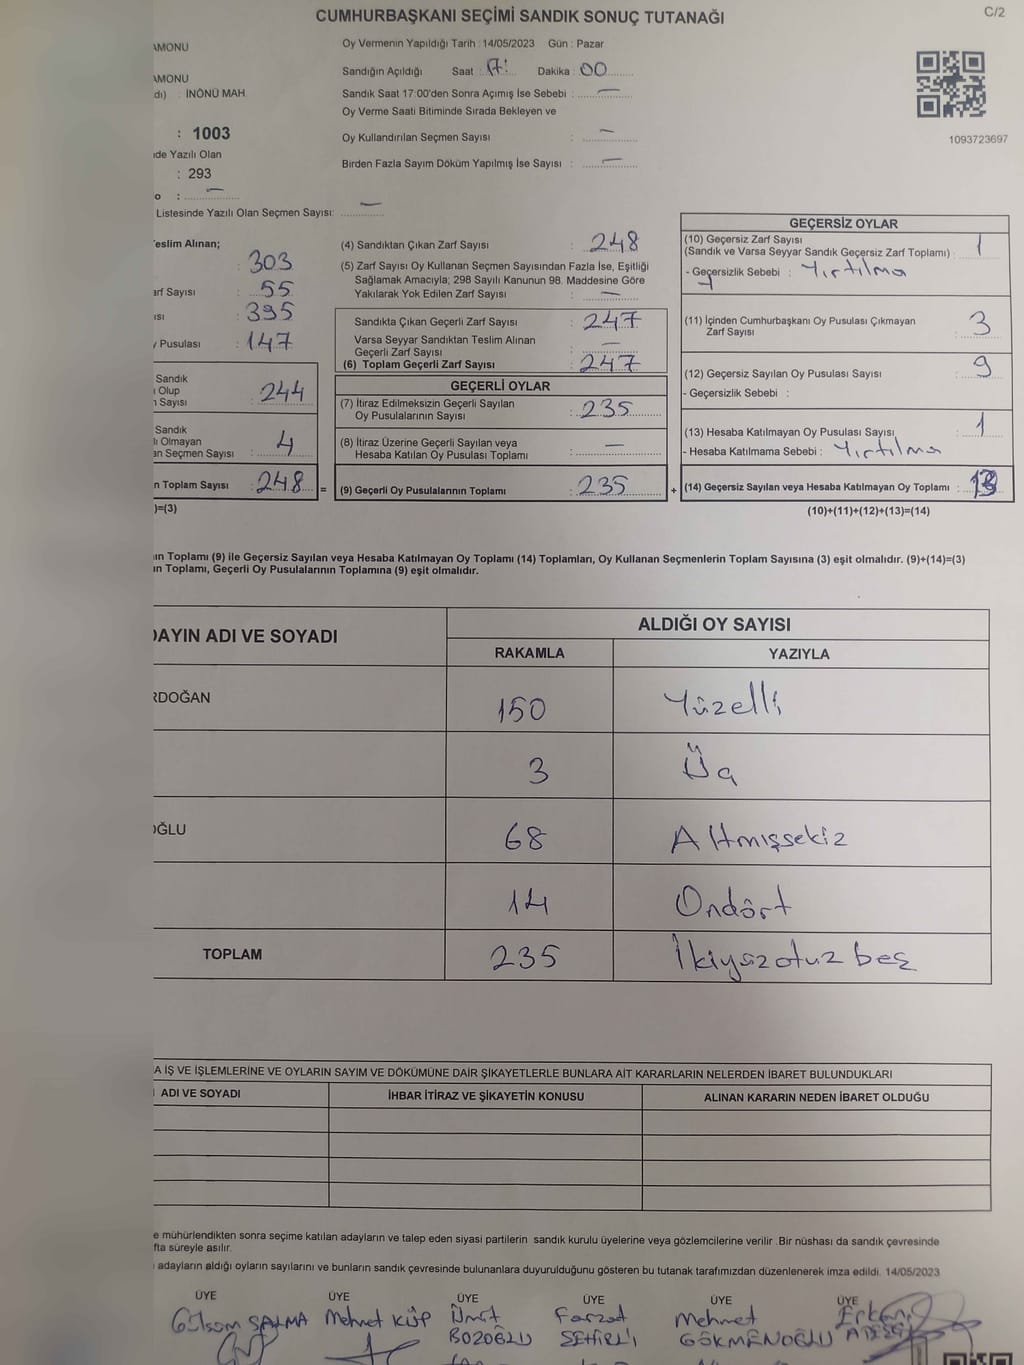 CUMHURBAŞKANI SEÇİMİ SANDIK SONUÇ TUTANAĞI
C/2
AMONU
Oy Vermenin Yapıldığı Tarih : 14/05/2023 Gün : Pazar
Sandığın Açıldığı Saat : 17: Dakika : 00
AMONU
dı) : İNÖNÜ MAH.
Sandık Saat 17:00'den Sonra Açımış İse Sebebi : —
Oy Verme Saati Bitiminde Sırada Bekleyen ve
Oy Kullandırılan Seçmen Sayısı : —
: 1003
1093723697
ide Yazılı Olan
: 293
Birden Fazla Sayım Döküm Yapılmış İse Sayısı : —
o : —
Listesinde Yazılı Olan Seçmen Sayısı: —
eslim Alınan;
: 303
arf Sayısı : 55
ısı : 395
y Pusulası : 147
Sandık
ı Olup
n Sayısı : 244
Sandık
lı Olmayan
an Seçmen Sayısı : 4
n Toplam Sayısı : 248 =
)=(3)
(4) Sandıktan Çıkan Zarf Sayısı : 248
(5) Zarf Sayısı Oy Kullanan Seçmen Sayısından Fazla İse, Eşitliği
Sağlamak Amacıyla; 298 Sayılı Kanunun 98. Maddesine Göre
Yakılarak Yok Edilen Zarf Sayısı : —
Sandıkta Çıkan Geçerli Zarf Sayısı : 247
Varsa Seyyar Sandıktan Teslim Alınan
Geçerli Zarf Sayısı : —
(6) Toplam Geçerli Zarf Sayısı : 247
GEÇERLİ OYLAR
(7) İtiraz Edilmeksizin Geçerli Sayılan
Oy Pusulalarının Sayısı : 235
(8) İtiraz Üzerine Geçerli Sayılan veya
Hesaba Katılan Oy Pusulası Toplamı : —
(9) Geçerli Oy Pusulalarının Toplamı : 235 +
GEÇERSİZ OYLAR
(10) Geçersiz Zarf Sayısı
(Sandık ve Varsa Seyyar Sandık Geçersiz Zarf Toplamı) : 1
- Geçersizlik Sebebi : Yırtılma
(11) İçinden Cumhurbaşkanı Oy Pusulası Çıkmayan
Zarf Sayısı : 3
(12) Geçersiz Sayılan Oy Pusulası Sayısı : 9
- Geçersizlik Sebebi :
(13) Hesaba Katılmayan Oy Pusulası Sayısı : 1
- Hesaba Katılmama Sebebi : Yırtılma
(14) Geçersiz Sayılan veya Hesaba Katılmayan Oy Toplamı : 13
(10)+(11)+(12)+(13)=(14)
ın Toplamı (9) ile Geçersiz Sayılan veya Hesaba Katılmayan Oy Toplamı (14) Toplamları, Oy Kullanan Seçmenlerin Toplam Sayısına (3) eşit olmalıdır. (9)+(14)=(3)
ın Toplamı, Geçerli Oy Pusulalarının Toplamına (9) eşit olmalıdır.
DAYIN ADI VE SOYADI
ALDIĞI OY SAYISI
RAKAMLA YAZIYLA
RDOĞAN 150 Yüzelli
3 Üç
OĞLU 68 Altmışsekiz
14 Ondört
TOPLAM 235 İkiyüzotuz beş
A İŞ VE İŞLEMLERİNE VE OYLARIN SAYIM VE DÖKÜMÜNE DAİR ŞİKAYETLERLE BUNLARA AİT KARARLARIN NELERDEN İBARET BULUNDUKLARI
ADI VE SOYADI İHBAR İTİRAZ VE ŞİKAYETİN KONUSU ALINAN KARARIN NEDEN İBARET OLDUĞU
e mühürlendikten sonra seçime katılan adayların ve talep eden siyasi partilerin sandık kurulu üyelerine veya gözlemcilerine verilir .Bir nüshası da sandık çevresinde
fta süreyle asılır.
adayların aldığı oyların sayılarını ve bunların sandık çevresinde bulunanlara duyurulduğunu gösteren bu tutanak tarafımızdan düzenlenerek imza edildi. 14/05/2023
ÜYE ÜYE ÜYE ÜYE ÜYE ÜYE
Gülsom SALMA Mehmet KÜP Ümit Mehmet Erkan
BOZOĞLU ŞEHİRLİ GÖKMENOĞLU